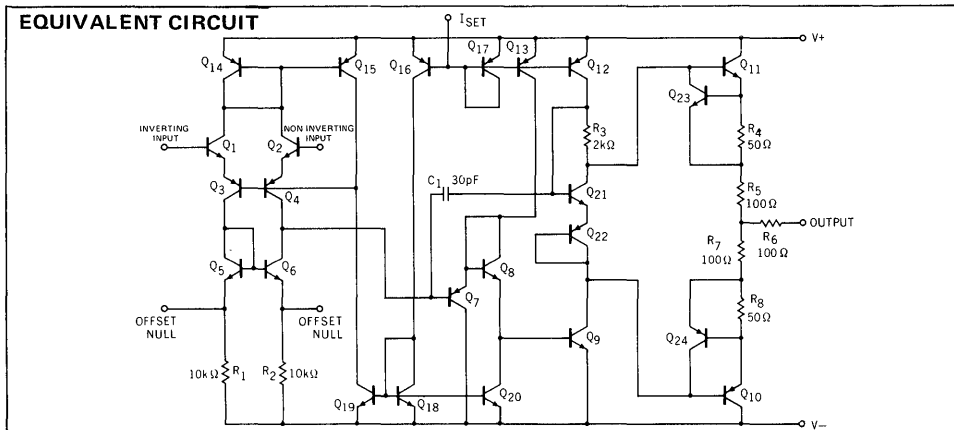 EQUIVALENT CIRCUIT
ISET
V+
Q14
Q15
Q16
Q17
Q13
Q12
Q11
Q23
R4
50Ω
INVERTING
INPUT
NON INVERTING
INPUT
Q1
Q2
R3
2kΩ
C1 30pF
Q3
Q4
Q21
R5
100Ω
OUTPUT
R6
100Ω
R7
100Ω
Q22
Q5
Q6
Q7
Q8
R8
50Ω
OFFSET
NULL
OFFSET
NULL
Q9
Q24
10kΩ R1
R2 10kΩ
Q19
Q18
Q20
Q10
V—